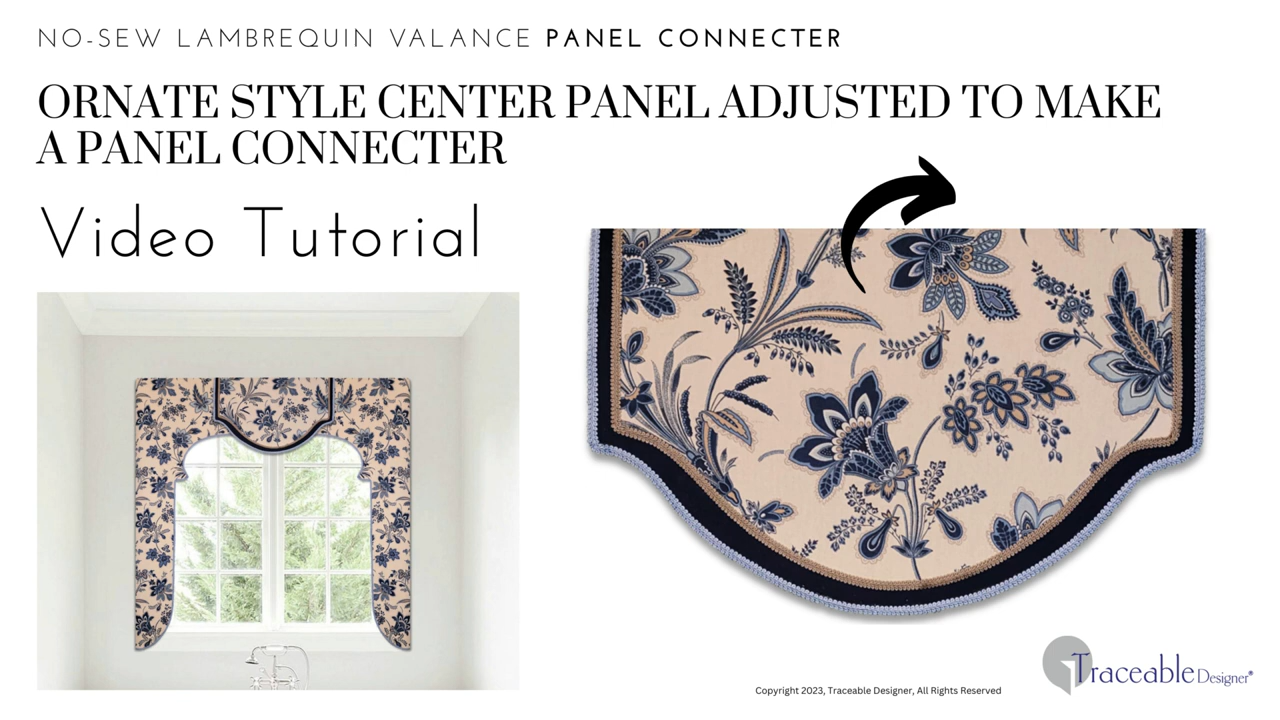 NO-SEW LAMBREQUIN VALANCE PANEL CONNECTER
ORNATE STYLE CENTER PANEL ADJUSTED TO MAKE
A PANEL CONNECTER
Video Tutorial
Traceable Designer®
Copyright 2023, Traceable Designer, All Rights Reserved